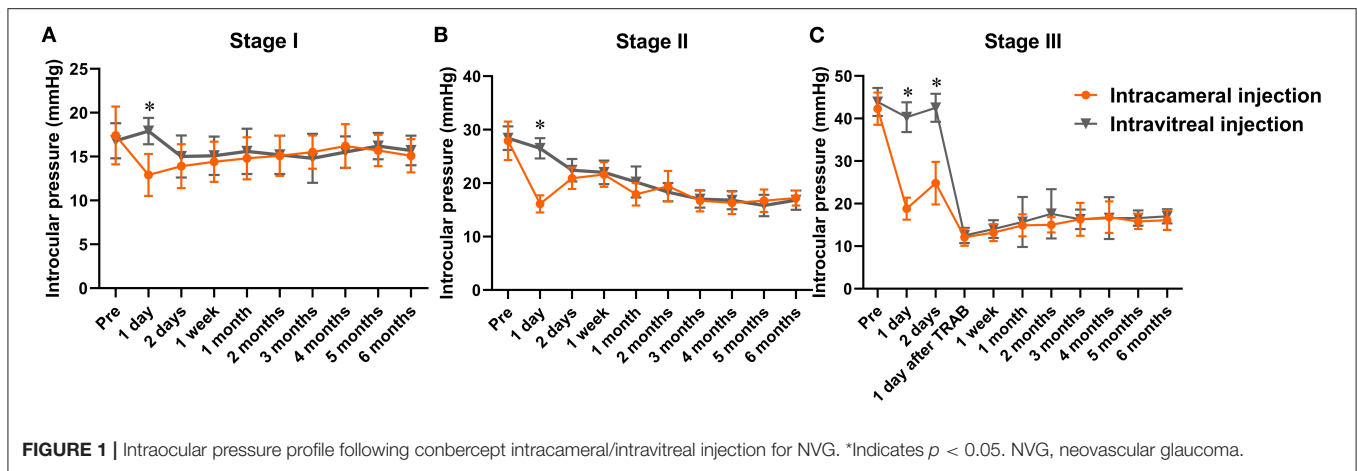 A
Stage I
Introcular pressure (mmHg)
25
20
15
10
5
0
*
Pre
1 day
2 days
1 week
1 month
2 months
3 months
4 months
5 months
6 months
B
Stage II
Introcular pressure (mmHg)
40
30
20
10
0
*
Pre
1 day
2 days
1 week
1 month
2 months
3 months
4 months
5 months
6 months
C
Stage III
Introcular pressure (mmHg)
50
40
30
20
10
0
*
*
Pre
1 day
2 days
1 day after TRAB
1 week
1 month
2 months
3 months
4 months
5 months
6 months
Intracameral injection
Intravitreal injection
FIGURE 1 | Intraocular pressure profile following conbercept intracameral/intravitreal injection for NVG. *Indicates p < 0.05. NVG, neovascular glaucoma.